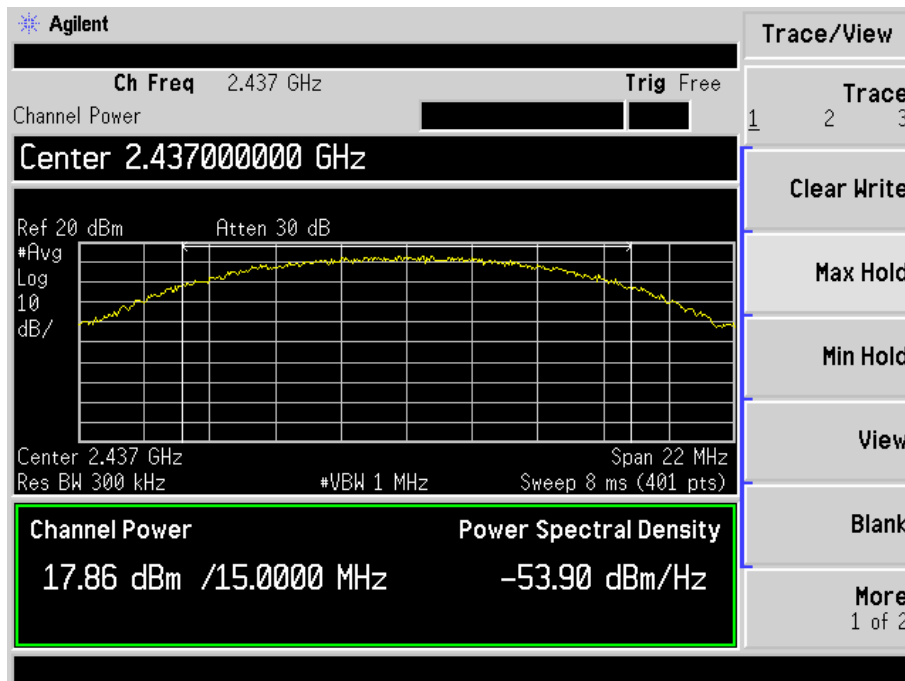 Agilent
Trace/View
Ch Freq 2.437 GHz Trig Free
Channel Power
Trace
1 2 3
Center 2.437000000 GHz
Clear Write
Ref 20 dBm Atten 30 dB
#Avg
Log
10
dB/
Max Hold
Min Hold
Center 2.437 GHz Span 22 MHz
Res BW 300 kHz #VBW 1 MHz Sweep 8 ms (401 pts)
View
Channel Power Power Spectral Density
17.86 dBm /15.0000 MHz -53.90 dBm/Hz
Blank
More
1 of 2